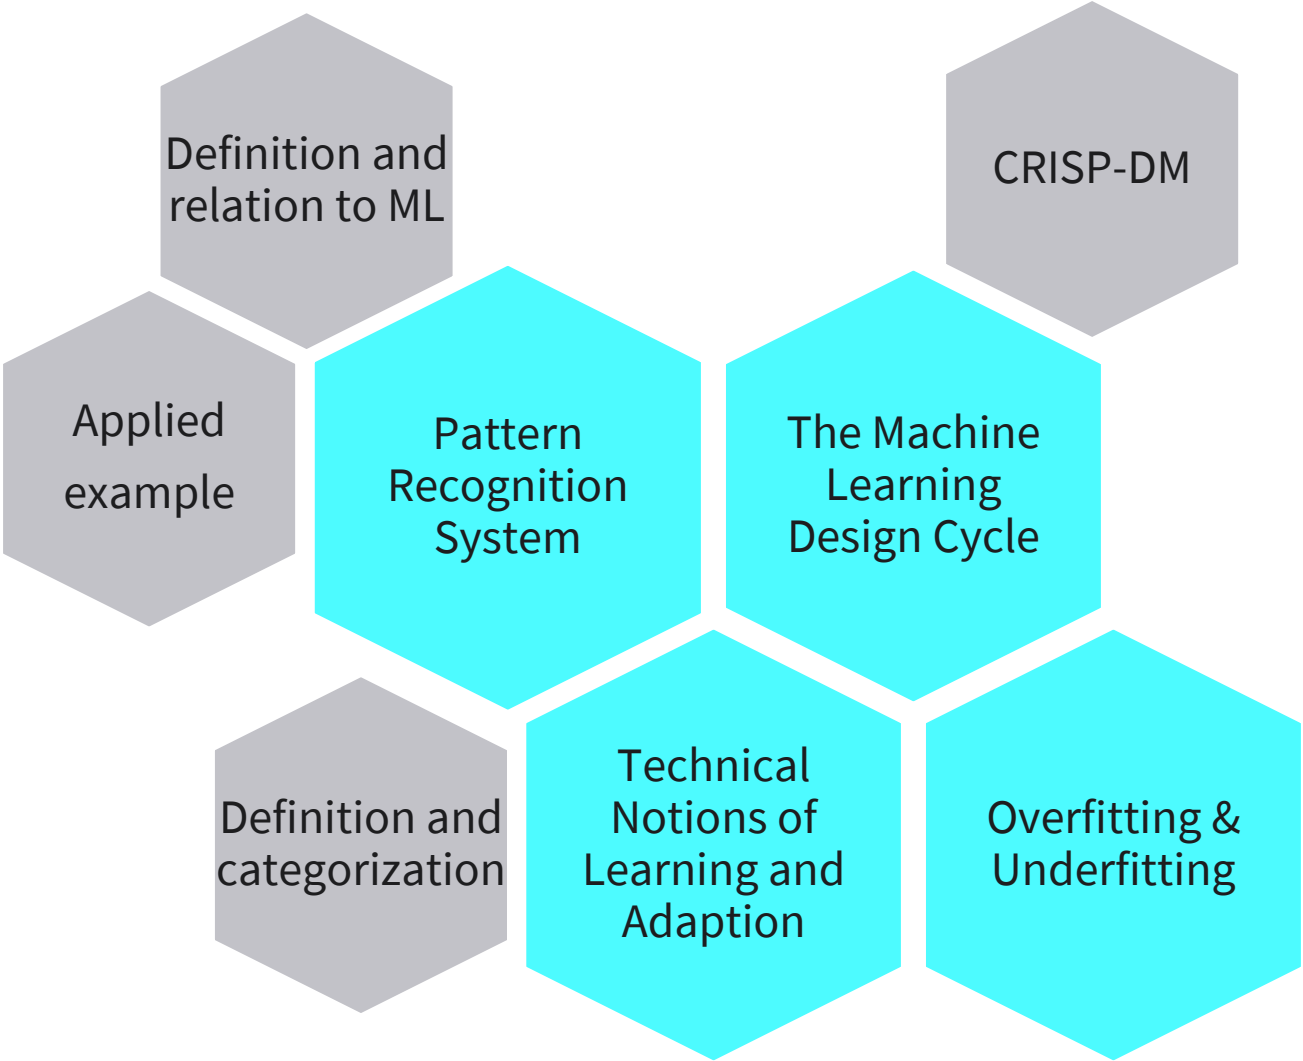 Definition and
relation to ML
CRISP-DM
Applied
example
Pattern
Recognition
System
The Machine
Learning
Design Cycle
Definition and
categorization
Technical
Notions of
Learning and
Adaption
Overfitting &
Underfitting